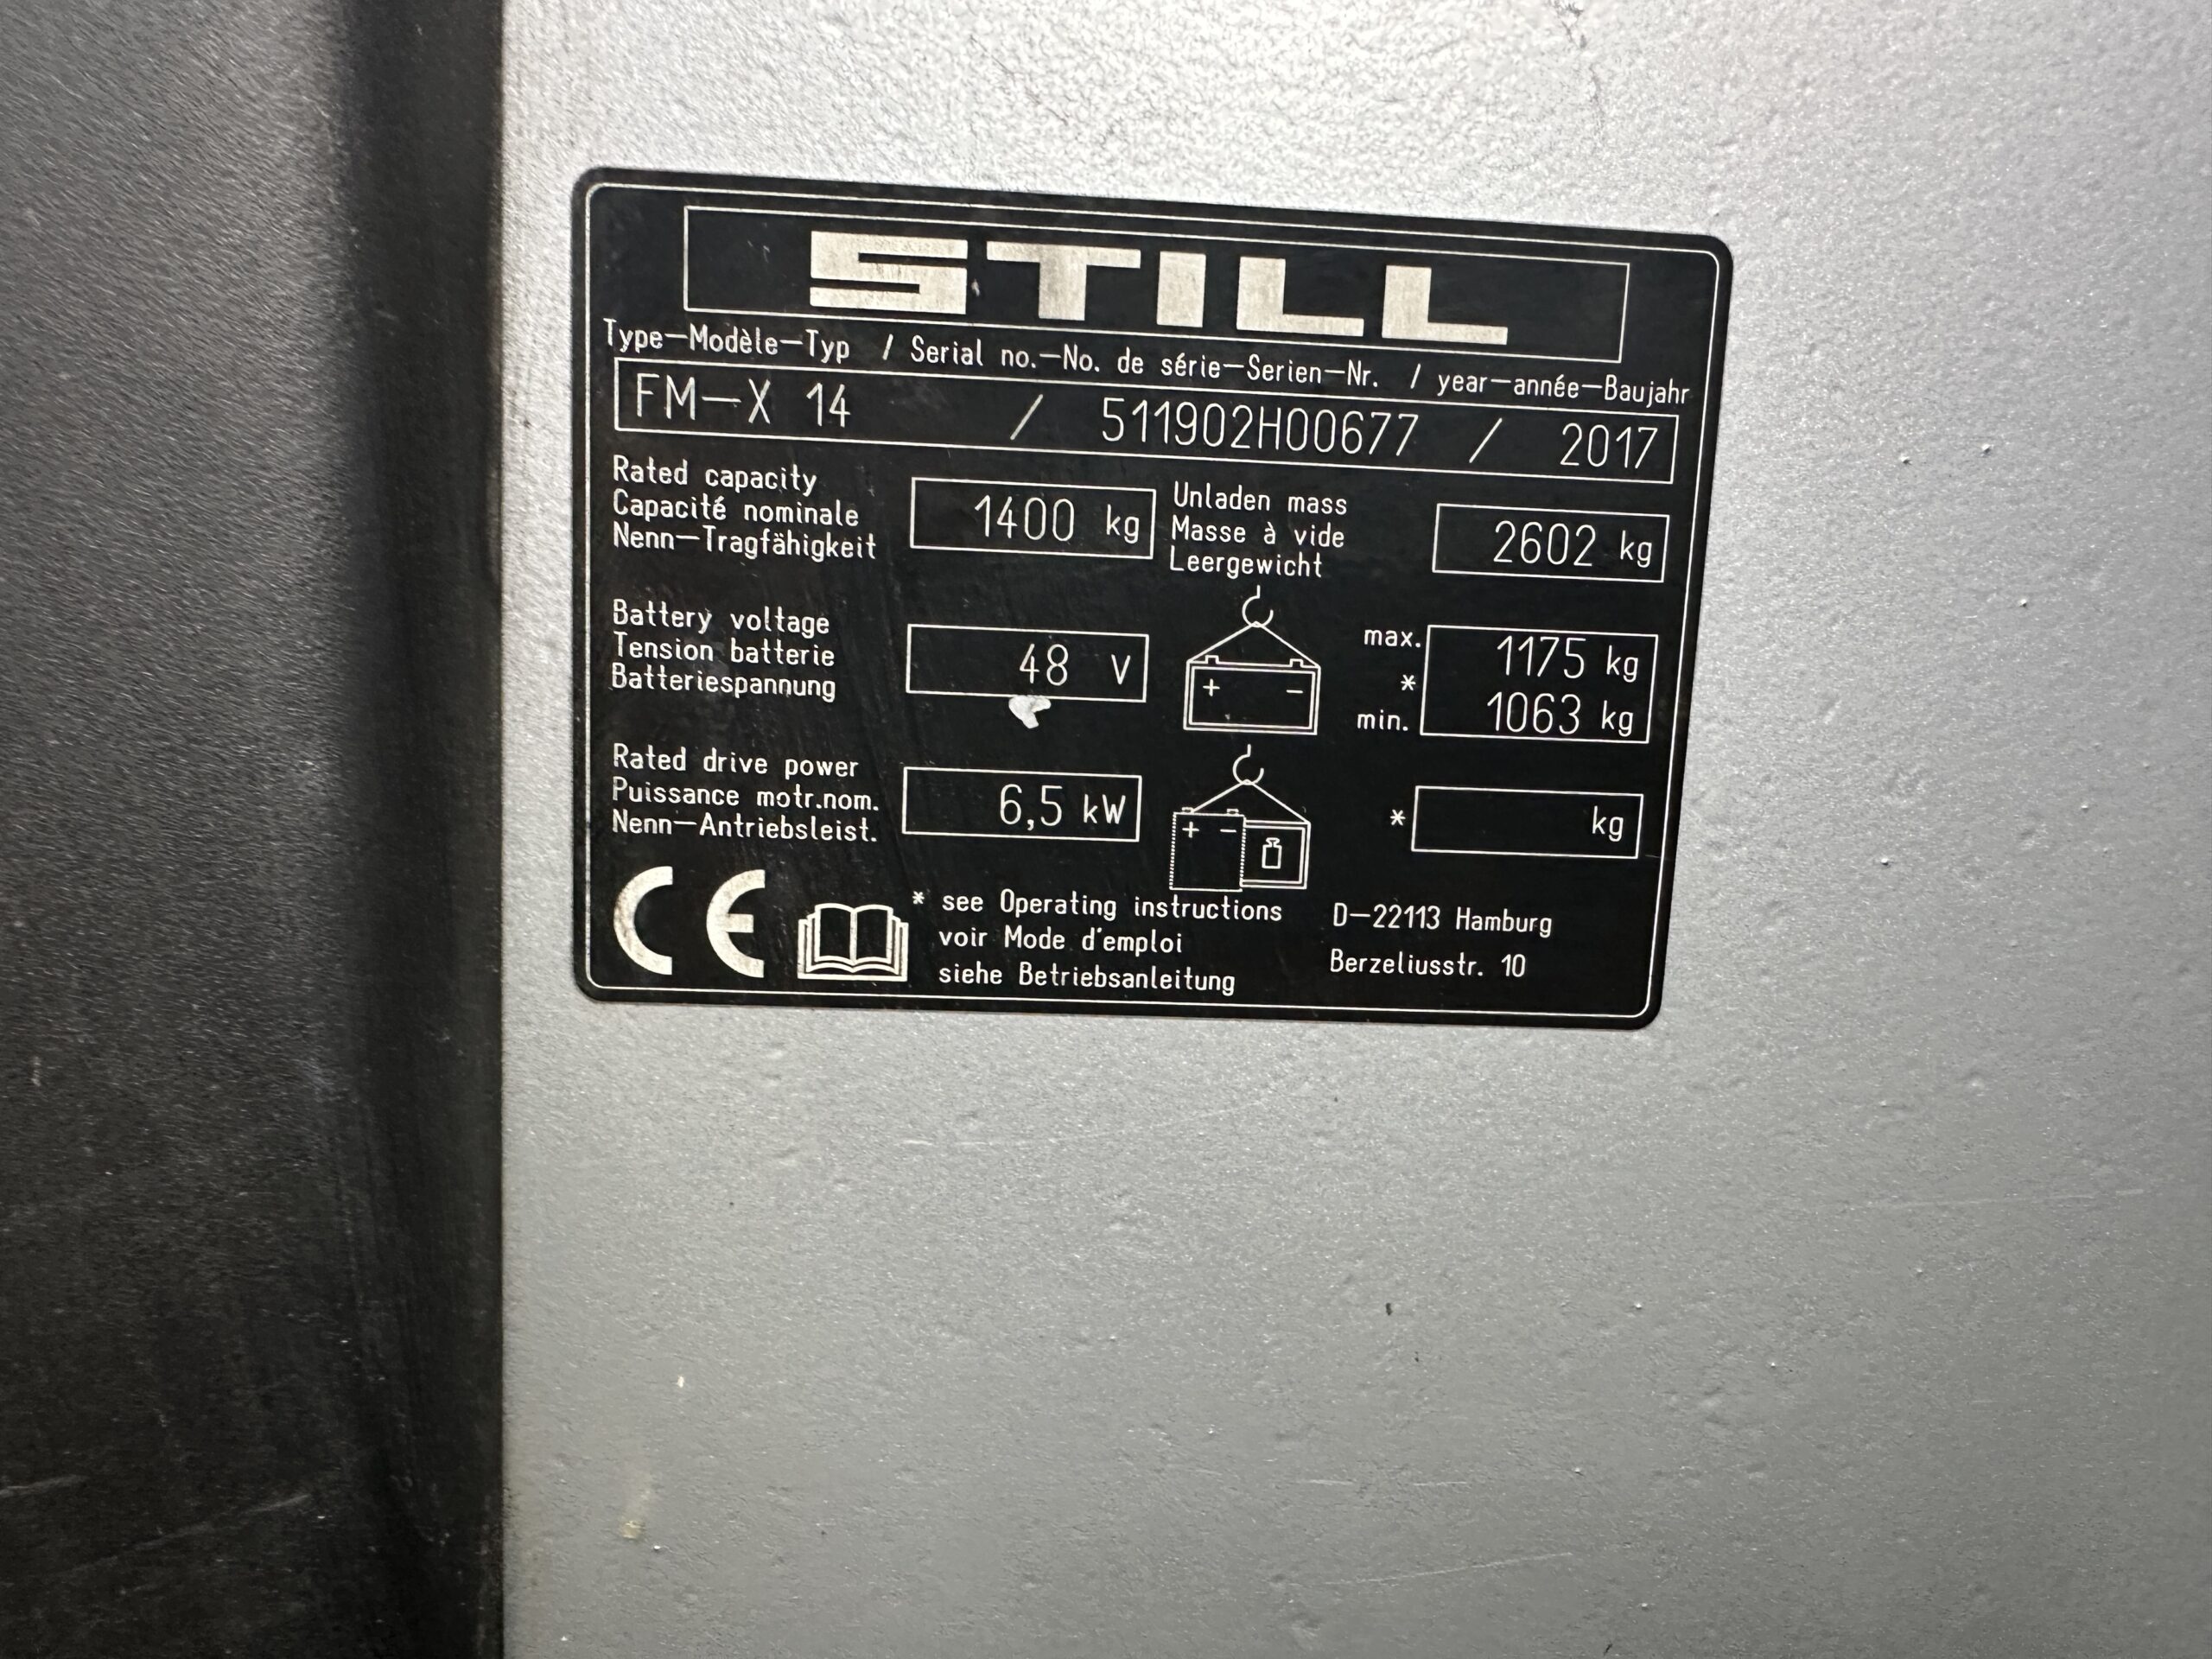 STILL
Type—Modèle—Typ / Serial no.—No. de série—Serien—Nr. / year—année—Baujahr
FM—X 14 / 511902H00677 / 2017
Rated capacity
Capacité nominale
Nenn—Tragfähigkeit
1400 kg
Unladen mass
Masse à vide
Leergewicht
2602 kg
Battery voltage
Tension batterie
Batteriespannung
48 V
+ −
max.
*
min.
1175 kg
1063 kg
Rated drive power
Puissance motr.nom.
Nenn—Antriebsleist.
6,5 kW
+ −
* kg
CE
* see Operating instructions
voir Mode d'emploi
siehe Betriebsanleitung
D—22113 Hamburg
Berzeliusstr. 10